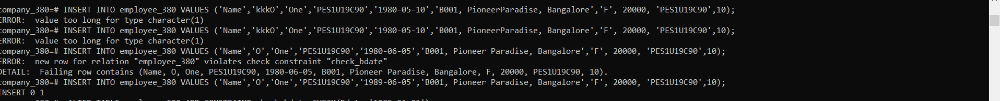 company_380=# INSERT INTO employee_380 VALUES ('Name','kkkO','One','PES1U19C90','1980-05-10','B001, PioneerParadise, Bangalore','F', 20000, 'PES1U19C90',10);
ERROR:  value too long for type character(1)
company_380=# INSERT INTO employee_380 VALUES ('Name','kkkO','One','PES1U19C90','1980-05-10','B001, PioneerParadise, Bangalore','F', 20000, 'PES1U19C90',10);
ERROR:  value too long for type character(1)
company_380=# INSERT INTO employee_380 VALUES ('Name','O','One','PES1U19C90','1980-06-05','B001, Pioneer Paradise, Bangalore','F', 20000, 'PES1U19C90',10);
ERROR:  new row for relation "employee_380" violates check constraint "check_bdate"
DETAIL:  Failing row contains (Name, O, One, PES1U19C90, 1980-06-05, B001, Pioneer Paradise, Bangalore, F, 20000, PES1U19C90, 10).
company_380=# INSERT INTO employee_380 VALUES ('Name','O','One','PES1U19C90','1989-06-05','B001, Pioneer Paradise, Bangalore','F', 20000, 'PES1U19C90',10);
INSERT 0 1